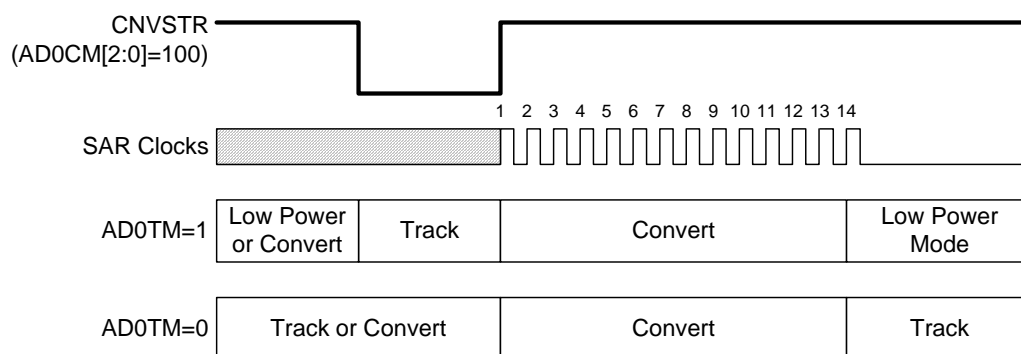 CNVSTR
(AD0CM[2:0]=100)
1 2 3 4 5 6 7 8 9 10 11 12 13 14
SAR Clocks
AD0TM=1
Low Power
or Convert
Track
Convert
Low Power
Mode
AD0TM=0
Track or Convert
Convert
Track